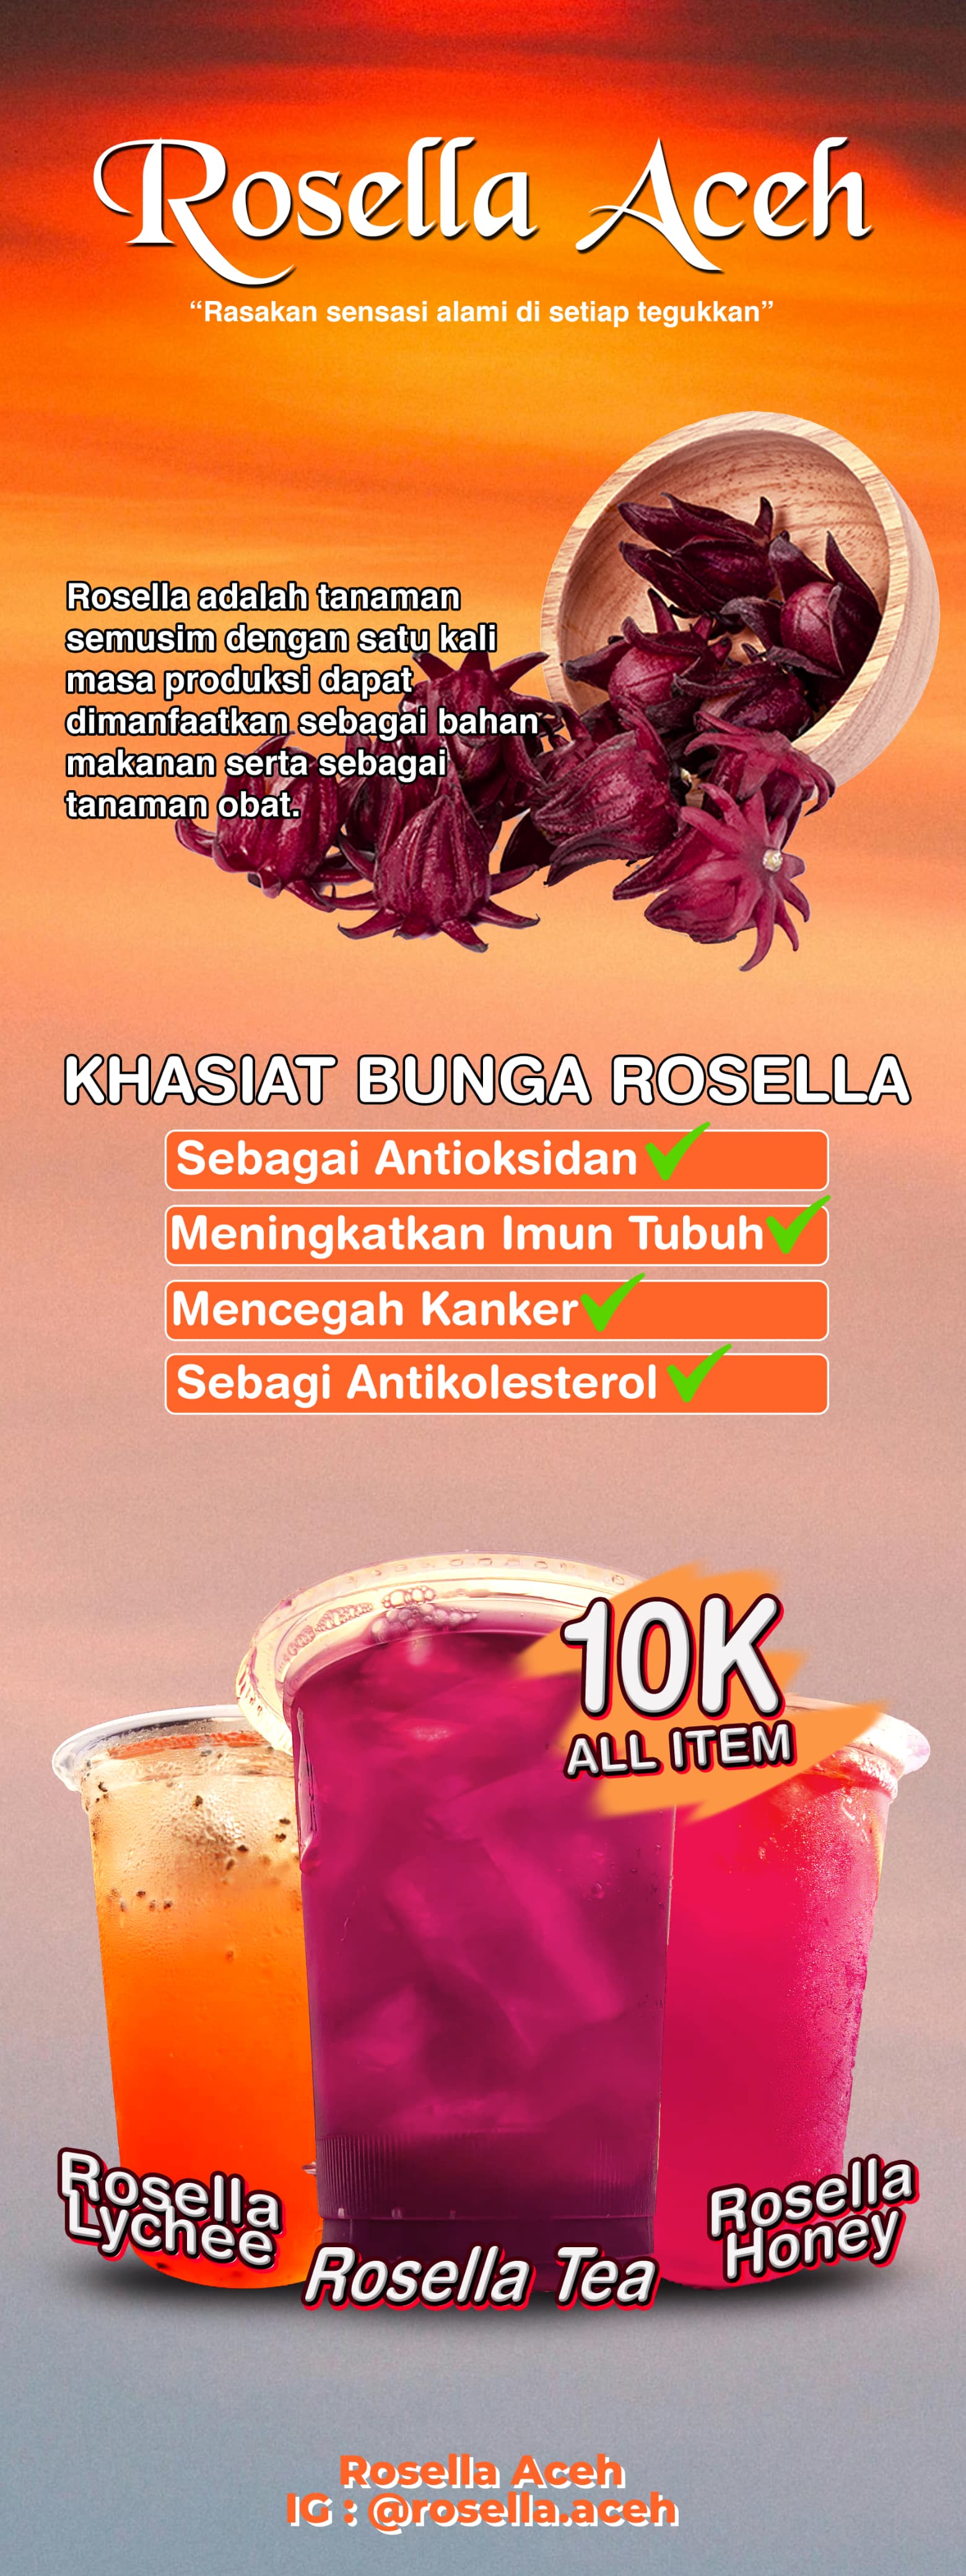 Rosella Aceh
“Rasakan sensasi alami di setiap tegukkan”
Rosella adalah tanaman
semusim dengan satu kali
masa produksi dapat
dimanfaatkan sebagai bahan
makanan serta sebagai
tanaman obat.
KHASIAT BUNGA ROSELLA
Sebagai Antioksidan
Meningkatkan Imun Tubuh
Mencegah Kanker
Sebagi Antikolesterol
10K
ALL ITEM
Rosella
Lychee
Rosella Tea
Rosella
Honey
Rosella Aceh
IG : @rosella.aceh